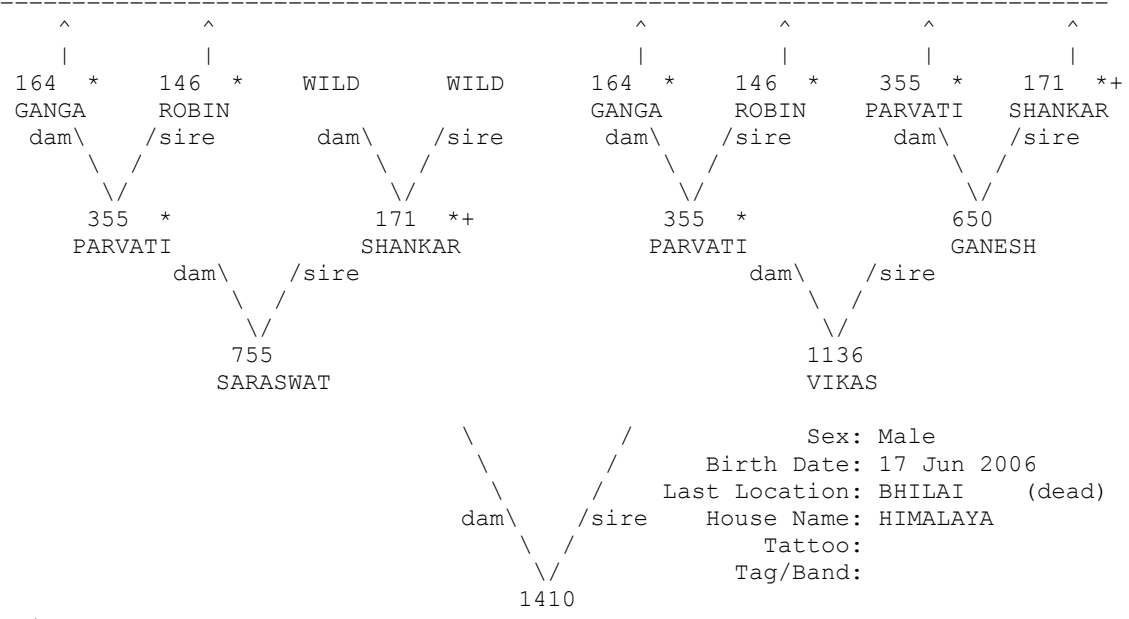 --------------------------------------------------------------------------------
^ ^ ^ ^ ^ ^
| | | | | |
164 * 146 * WILD WILD 164 * 146 * 355 * 171 *+
GANGA ROBIN GANGA ROBIN PARVATI SHANKAR
dam\ /sire dam\ /sire dam\ /sire dam\ /sire
\ / \ / \ / \ /
\/ \/ \/ \/
355 * 171 *+ 355 * 650
PARVATI SHANKAR PARVATI GANESH
dam\ /sire dam\ /sire
\ / \ /
\/ \/
755 1136
SARASWAT VIKAS
\ / Sex: Male
\ / Birth Date: 17 Jun 2006
\ / Last Location: BHILAI (dead)
dam\ /sire House Name: HIMALAYA
\ / Tattoo:
\/ Tag/Band:
1410